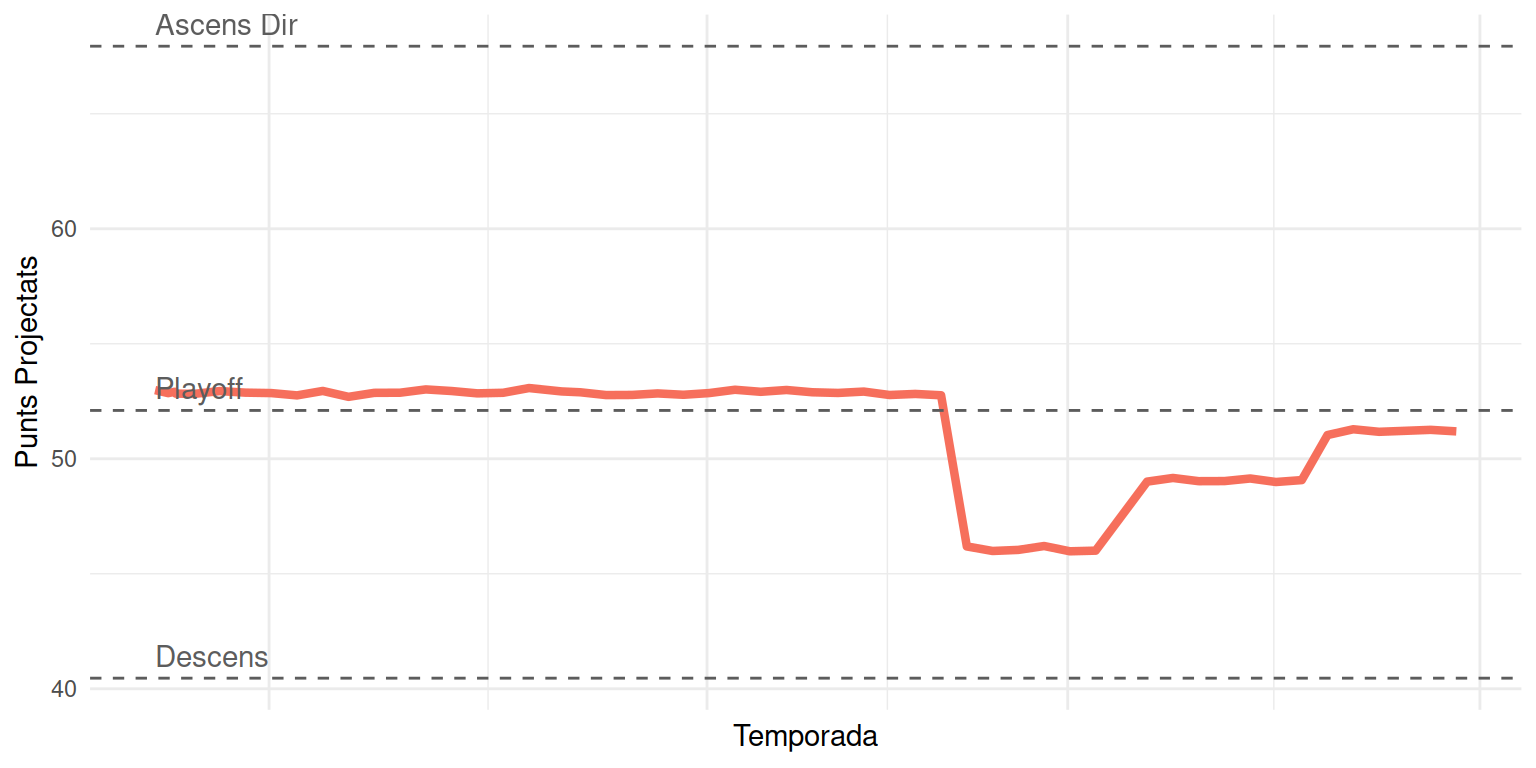 Ascens Dir
60
Punts Projectats
Playoff
50
Descens
40
Temporada